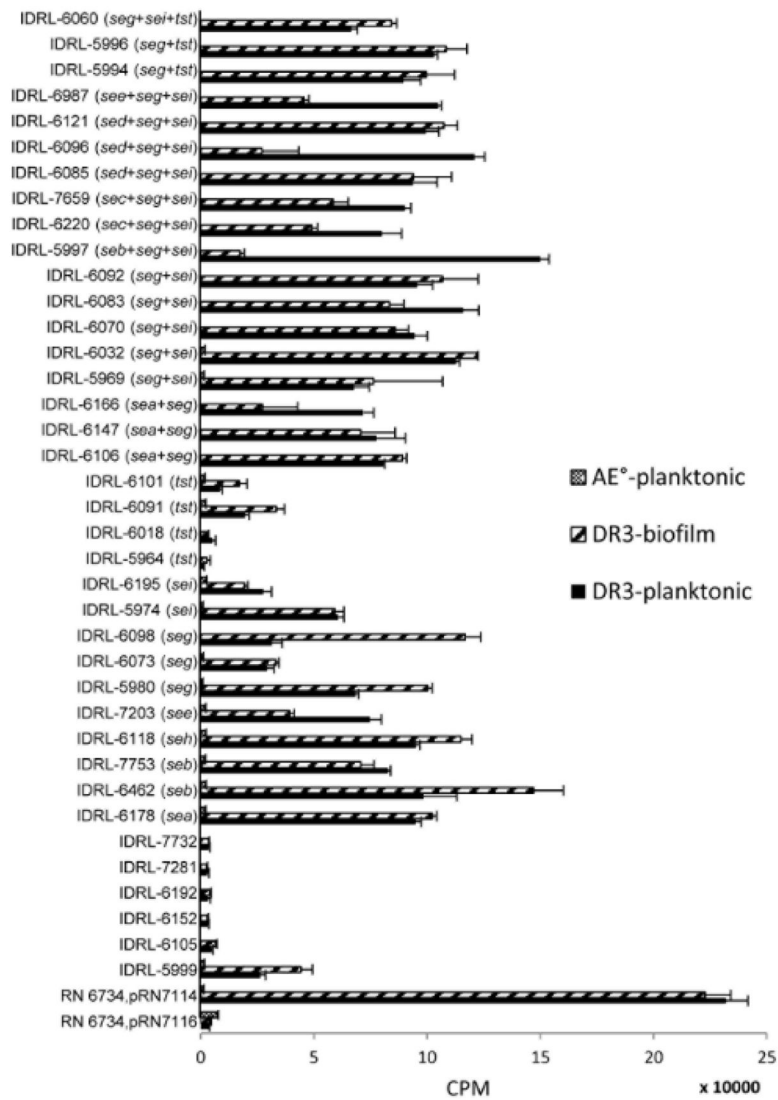 IDRL-6060 (seg+sei+tst)
IDRL-5996 (seg+tst)
IDRL-5994 (seg+tst)
IDRL-6987 (see+seg+sei)
IDRL-6121 (sed+seg+sei)
IDRL-6096 (sed+seg+sei)
IDRL-6085 (sed+seg+sei)
IDRL-7659 (sec+seg+sei)
IDRL-6220 (sec+seg+sei)
IDRL-5997 (seb+seg+sei)
IDRL-6092 (seg+sei)
IDRL-6083 (seg+sei)
IDRL-6070 (seg+sei)
IDRL-6032 (seg+sei)
IDRL-5969 (seg+sei)
IDRL-6166 (sea+seg)
IDRL-6147 (sea+seg)
IDRL-6106 (sea+seg)
IDRL-6101 (tst)
IDRL-6091 (tst)
IDRL-6018 (tst)
IDRL-5964 (tst)
IDRL-6195 (sei)
IDRL-5974 (sei)
IDRL-6098 (seg)
IDRL-6073 (seg)
IDRL-5980 (seg)
IDRL-7203 (see)
IDRL-6118 (seh)
IDRL-7753 (seb)
IDRL-6462 (seb)
IDRL-6178 (sea)
IDRL-7732
IDRL-7281
IDRL-6192
IDRL-6152
IDRL-6105
IDRL-5999
RN 6734,pRN7114
RN 6734,pRN7116
AE°-planktonic
DR3-biofilm
DR3-planktonic
0 5 10 15 20 25
CPM
x 10000